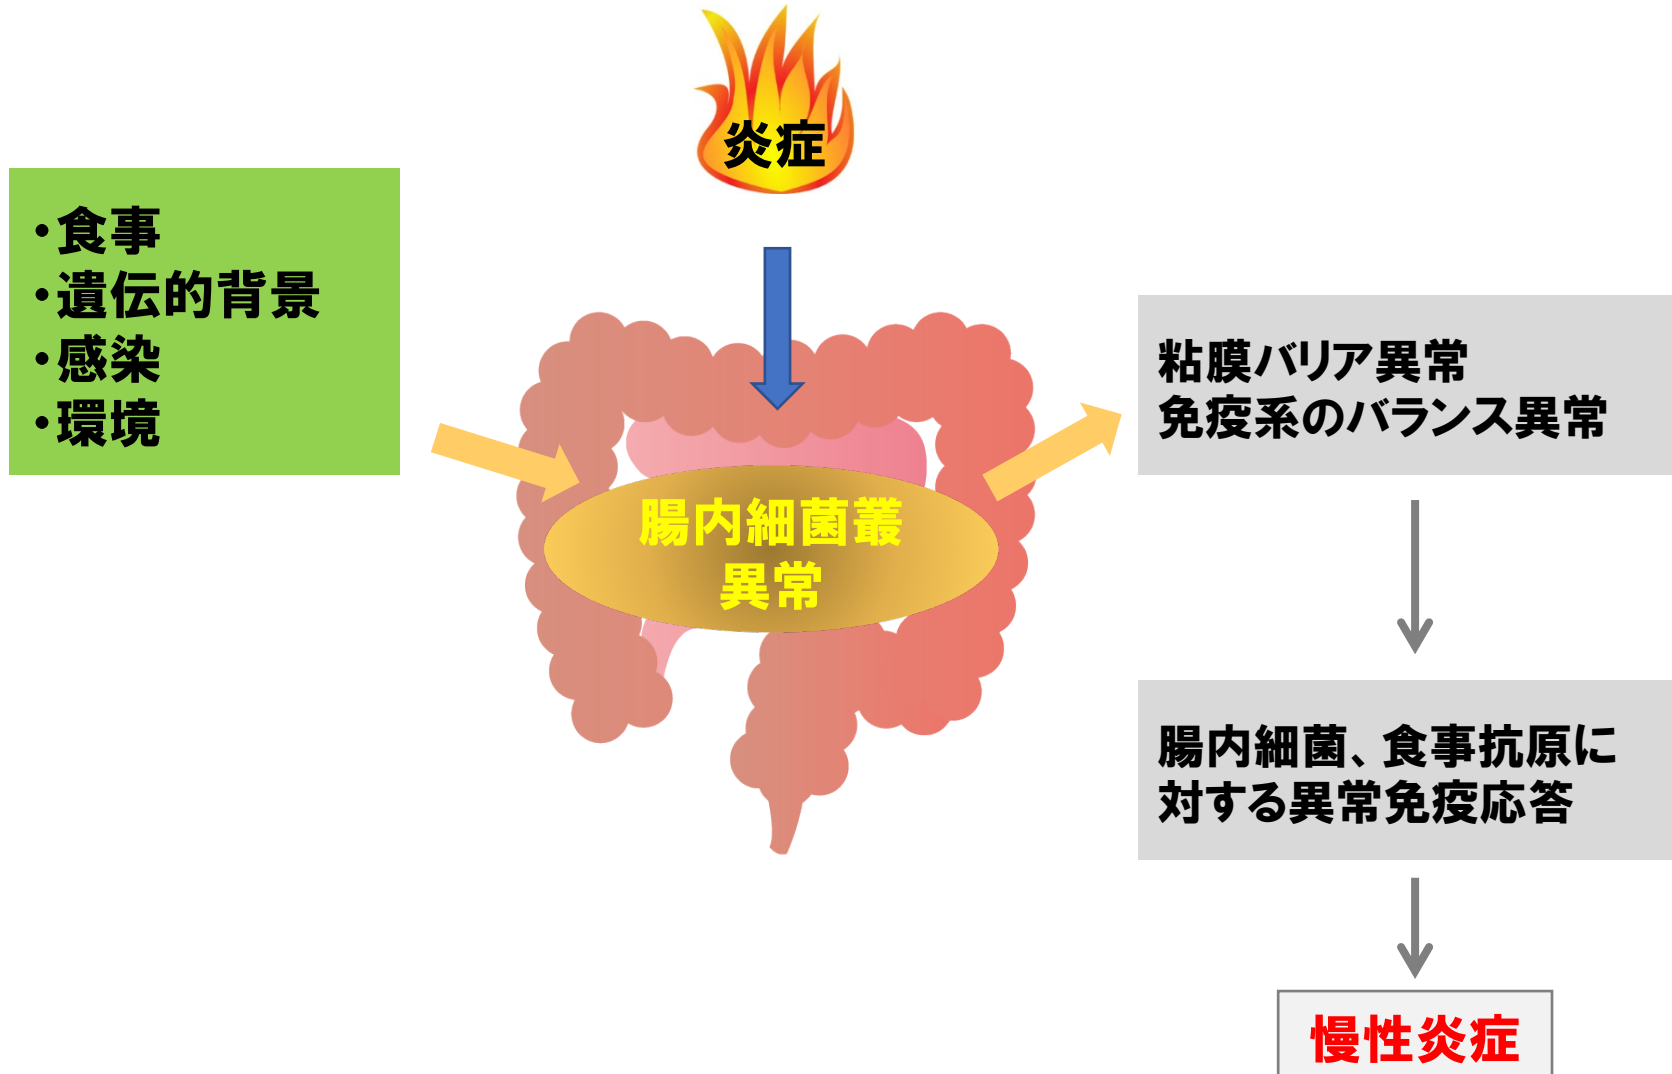 炎症
・食事
・遺伝的背景
・感染
・環境
腸内細菌叢
異常
粘膜バリア異常
免疫系のバランス異常
腸内細菌、食事抗原に
対する異常免疫応答
慢性炎症